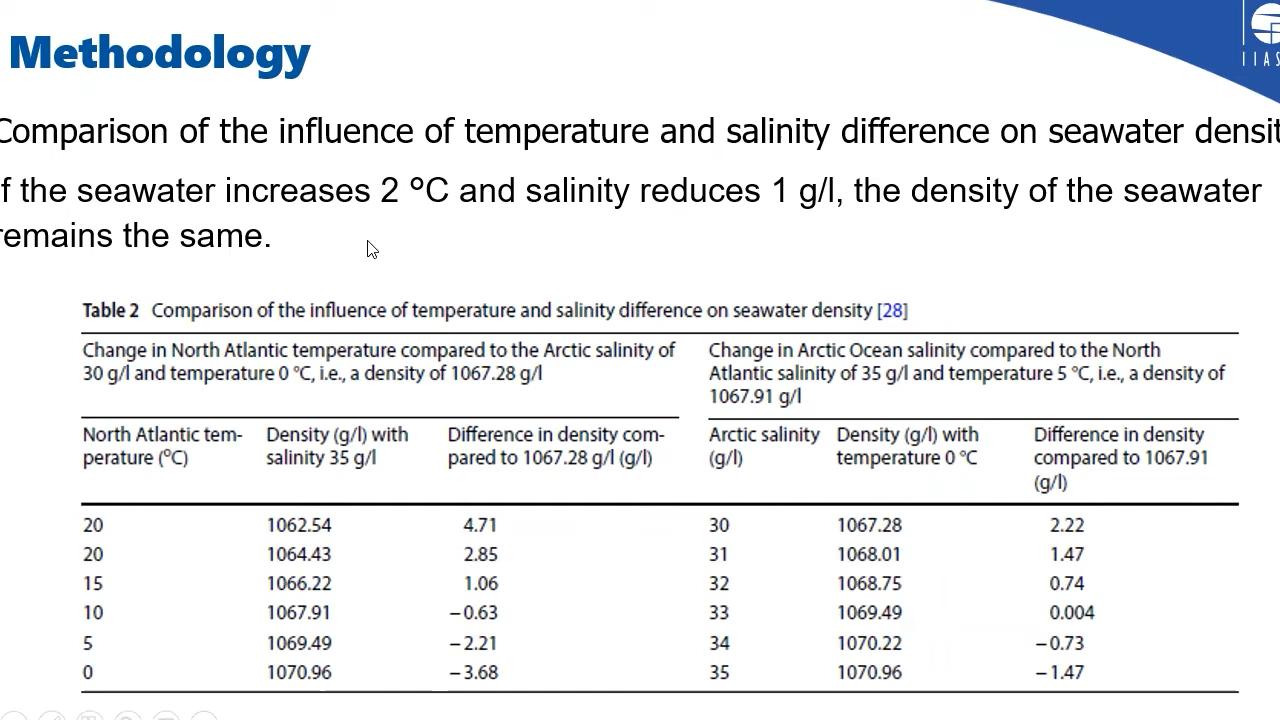 Methodology
IIAS
Comparison of the influence of temperature and salinity difference on seawater densit
f the seawater increases 2 °C and salinity reduces 1 g/l, the density of the seawater
remains the same.
Table 2 Comparison of the influence of temperature and salinity difference on seawater density [28]
Change in North Atlantic temperature compared to the Arctic salinity of
30 g/l and temperature 0 °C, i.e., a density of 1067.28 g/l
Change in Arctic Ocean salinity compared to the North
Atlantic salinity of 35 g/l and temperature 5 °C, i.e., a density of
1067.91 g/l
North Atlantic tem-
perature (°C)
Density (g/l) with
salinity 35 g/l
Difference in density com-
pared to 1067.28 g/l (g/l)
Arctic salinity
(g/l)
Density (g/l) with
temperature 0 °C
Difference in density
compared to 1067.91
(g/l)
20 1062.54 4.71 30 1067.28 2.22
20 1064.43 2.85 31 1068.01 1.47
15 1066.22 1.06 32 1068.75 0.74
10 1067.91 −0.63 33 1069.49 0.004
5 1069.49 −2.21 34 1070.22 −0.73
0 1070.96 −3.68 35 1070.96 −1.47